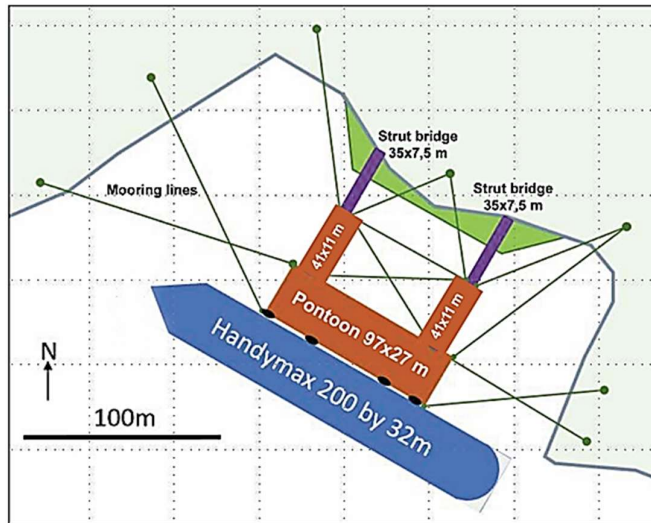 Strut bridge
35x7,5 m
Strut bridge
35x7,5 m
Mooring lines
41x11 m
41x11 m
Pontoon 97x27 m
Handymax 200 by 32m
N
100m